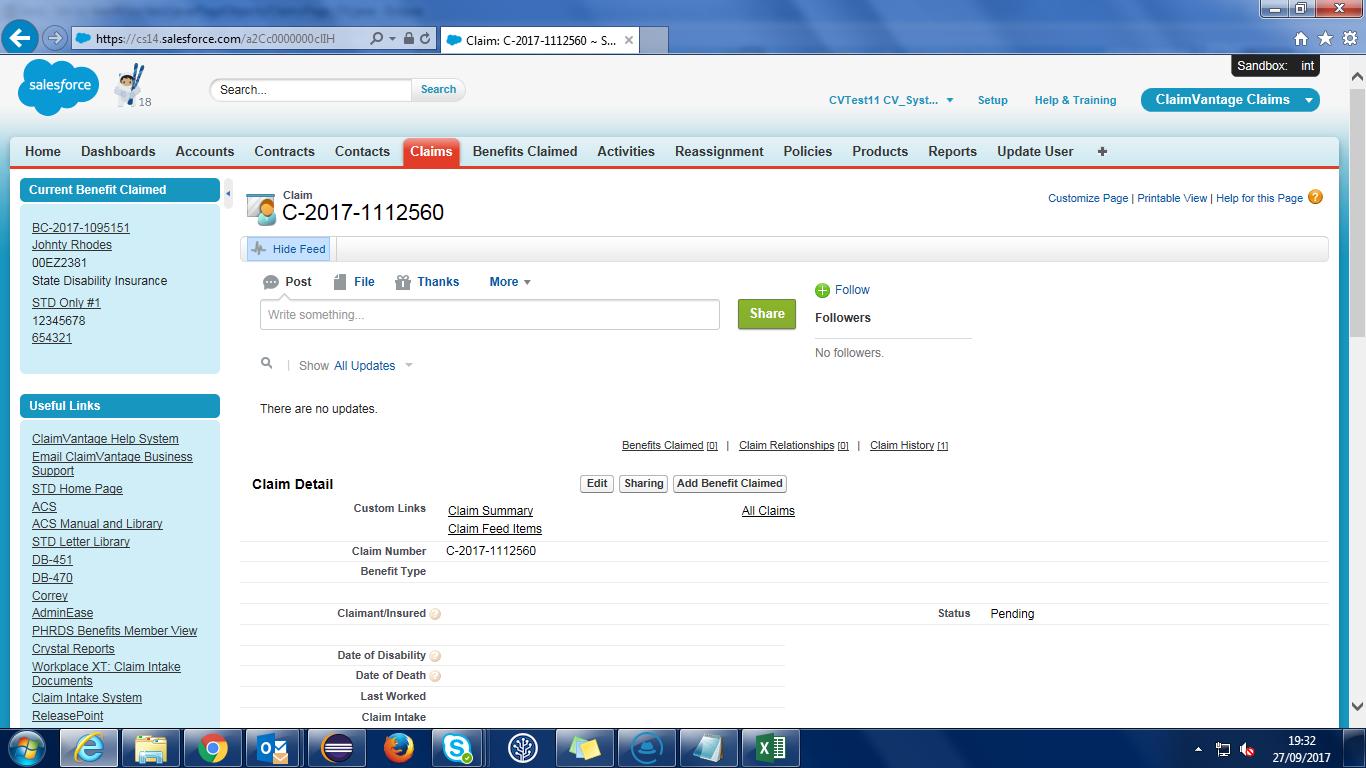 https://cs14.salesforce.com/a2Cc0000000cIIH
Claim: C-2017-1112560 ~ S...
salesforce
18
Search...
Search
Sandbox: int
CVTest11 CV_Syst...
Setup
Help & Training
ClaimVantage Claims
Home Dashboards Accounts Contracts Contacts Claims Benefits Claimed Activities Reassignment Policies Products Reports Update User +
Current Benefit Claimed
BC-2017-1095151
Johnty Rhodes
00EZ2381
State Disability Insurance
STD Only #1
12345678
654321
Useful Links
ClaimVantage Help System
Email ClaimVantage Business
Support
STD Home Page
ACS
ACS Manual and Library
STD Letter Library
DB-451
DB-470
Correy
AdminEase
PHRDS Benefits Member View
Crystal Reports
Workplace XT: Claim Intake
Documents
Claim Intake System
ReleasePoint
Claim
C-2017-1112560
Customize Page | Printable View | Help for this Page ?
Hide Feed
Post File Thanks More
Write something...
Share
Follow
Followers
No followers.
Show All Updates
There are no updates.
Benefits Claimed [0] | Claim Relationships [0] | Claim History [1]
Claim Detail
Edit Sharing Add Benefit Claimed
Custom Links Claim Summary All Claims
Claim Feed Items
Claim Number C-2017-1112560
Benefit Type
Claimant/Insured ? Status Pending
Date of Disability ?
Date of Death ?
Last Worked
Claim Intake
19:32
27/09/2017